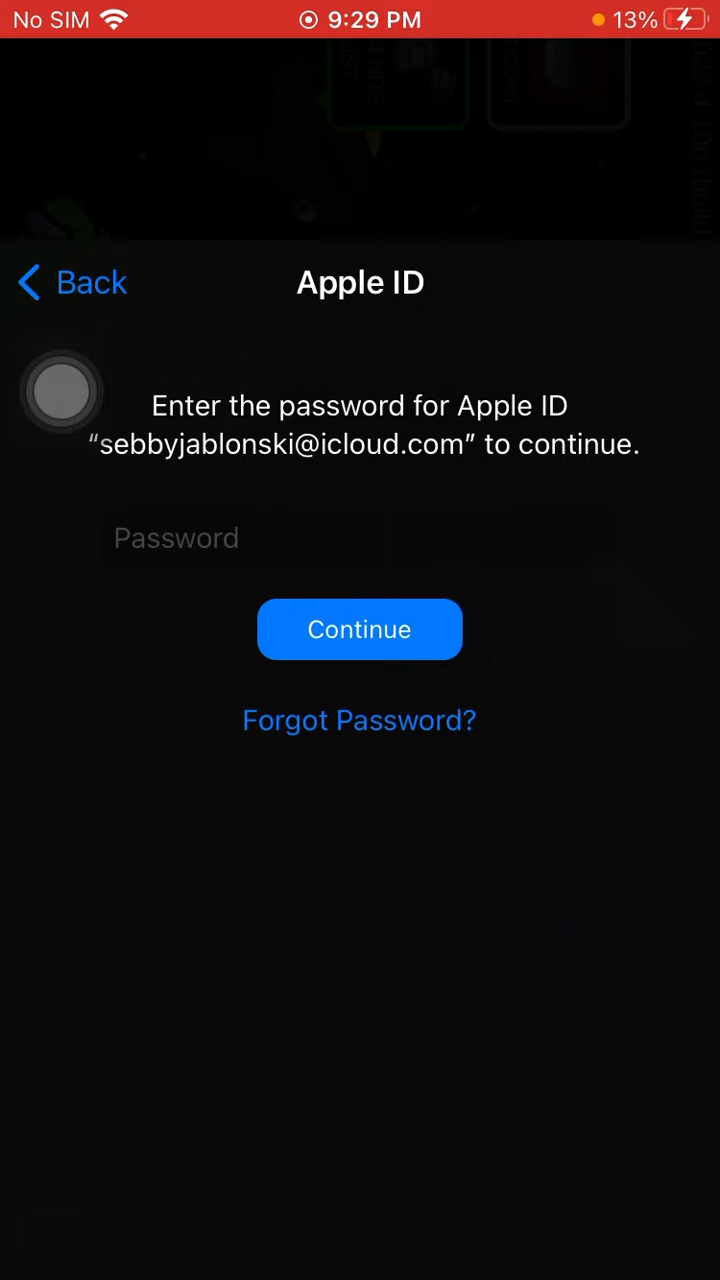 No SIM 9:29 PM 13%
Back Apple ID
Enter the password for Apple ID
“sebbyjablonski@icloud.com” to continue.
Password
Continue
Forgot Password?